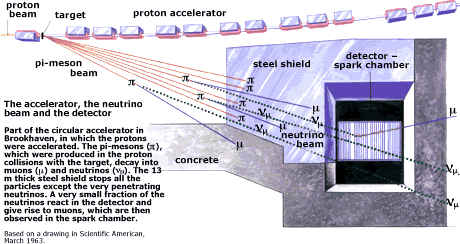 proton
beam
target
proton accelerator
pi-meson
beam
steel shield
detector –
spark chamber
π
π
π
π
π
π
μ
μ
νμ
νμ
νμ
neutrino
beam
μ
νμ
νμ
concrete
The accelerator, the neutrino
beam and the detector
Part of the circular accelerator in
Brookhaven, in which the protons
were accelerated. The pi-mesons (π),
which were produced in the proton
collisions with the target, decay into
muons (μ) and neutrinos (νμ). The 13
m thick steel shield stops all the
particles except the very penetrating
neutrinos. A very small fraction of the
neutrinos react in the detector and
give rise to muons, which are then
observed in the spark chamber.
Based on a drawing in Scientific American,
March 1963.